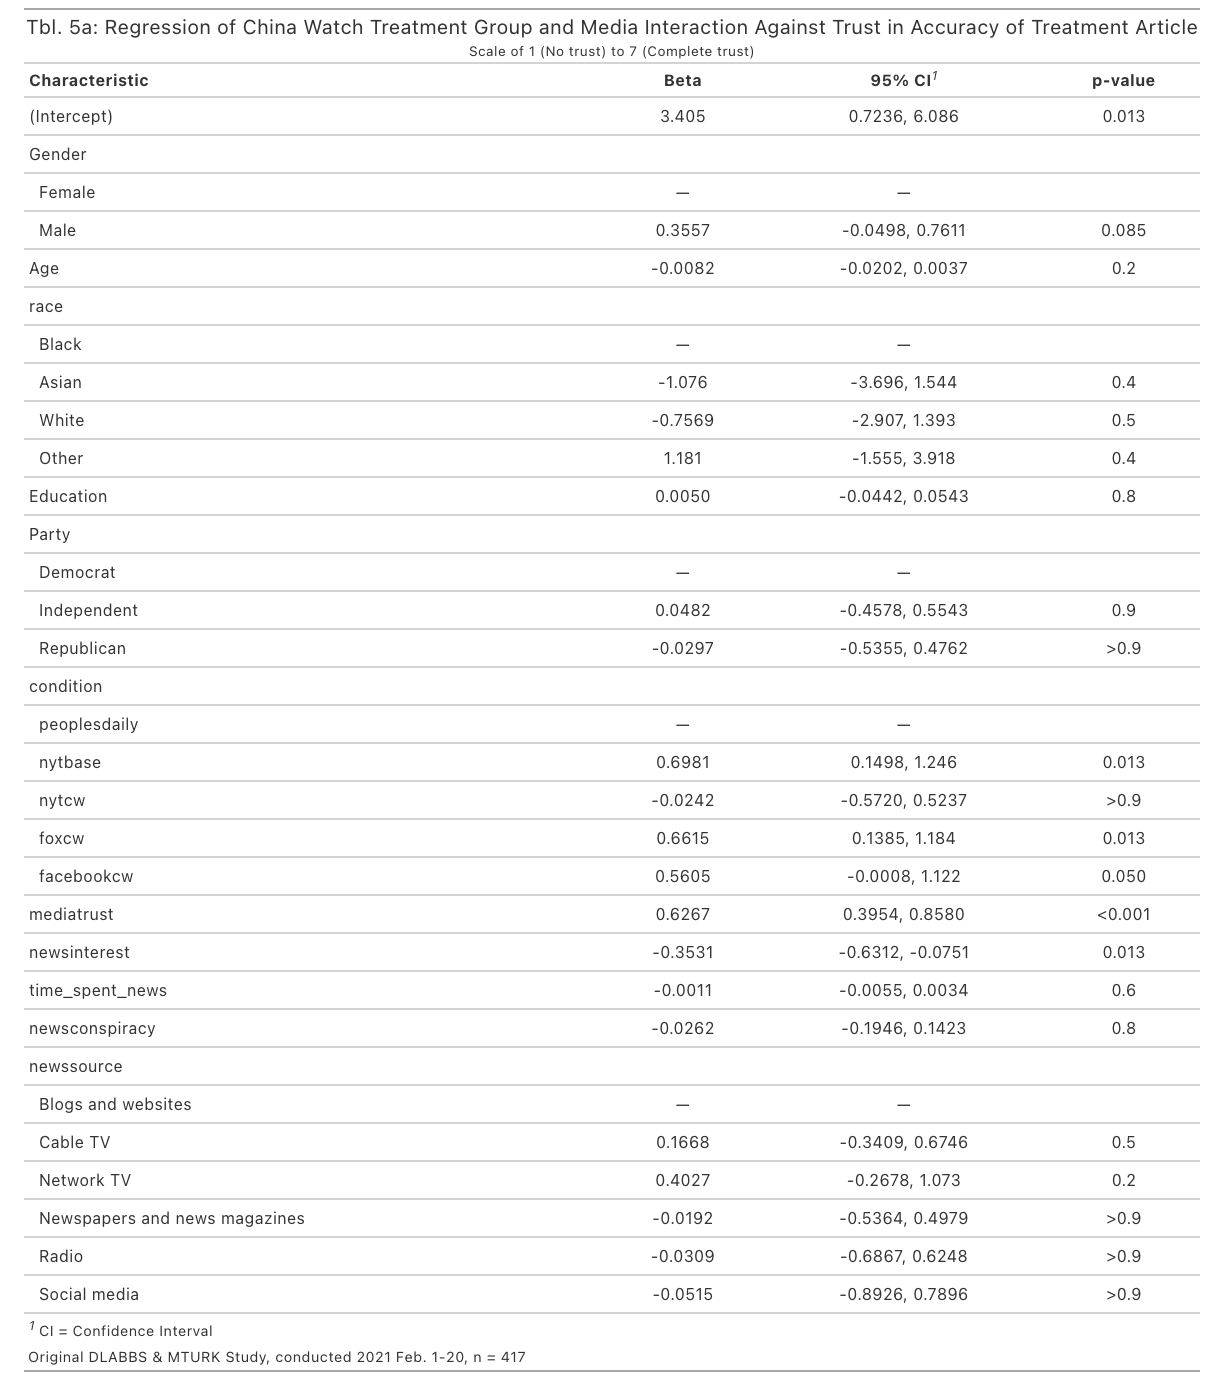 Tbl. 5a: Regression of China Watch Treatment Group and Media Interaction Against Trust in Accuracy of Treatment Article
Scale of 1 (No trust) to 7 (Complete trust)
Characteristic Beta 95% CI1 p-value
(Intercept) 3.405 0.7236, 6.086 0.013
Gender
Female — —
Male 0.3557 -0.0498, 0.7611 0.085
Age -0.0082 -0.0202, 0.0037 0.2
race
Black — —
Asian -1.076 -3.696, 1.544 0.4
White -0.7569 -2.907, 1.393 0.5
Other 1.181 -1.555, 3.918 0.4
Education 0.0050 -0.0442, 0.0543 0.8
Party
Democrat — —
Independent 0.0482 -0.4578, 0.5543 0.9
Republican -0.0297 -0.5355, 0.4762 >0.9
condition
peoplesdaily — —
nytbase 0.6981 0.1498, 1.246 0.013
nytcw -0.0242 -0.5720, 0.5237 >0.9
foxcw 0.6615 0.1385, 1.184 0.013
facebookcw 0.5605 -0.0008, 1.122 0.050
mediatrust 0.6267 0.3954, 0.8580 <0.001
newsinterest -0.3531 -0.6312, -0.0751 0.013
time_spent_news -0.0011 -0.0055, 0.0034 0.6
newsconspiracy -0.0262 -0.1946, 0.1423 0.8
newssource
Blogs and websites — —
Cable TV 0.1668 -0.3409, 0.6746 0.5
Network TV 0.4027 -0.2678, 1.073 0.2
Newspapers and news magazines -0.0192 -0.5364, 0.4979 >0.9
Radio -0.0309 -0.6867, 0.6248 >0.9
Social media -0.0515 -0.8926, 0.7896 >0.9
1 CI = Confidence Interval
Original DLABBS & MTURK Study, conducted 2021 Feb. 1-20, n = 417